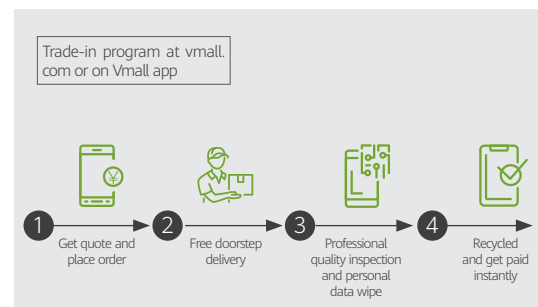 Trade-in program at vmall.
com or on Vmall app
¥
1
2
3
4
Get quote and
place order
Free doorstep
delivery
Professional
quality inspection
and personal
data wipe
Recycled
and get paid
instantly